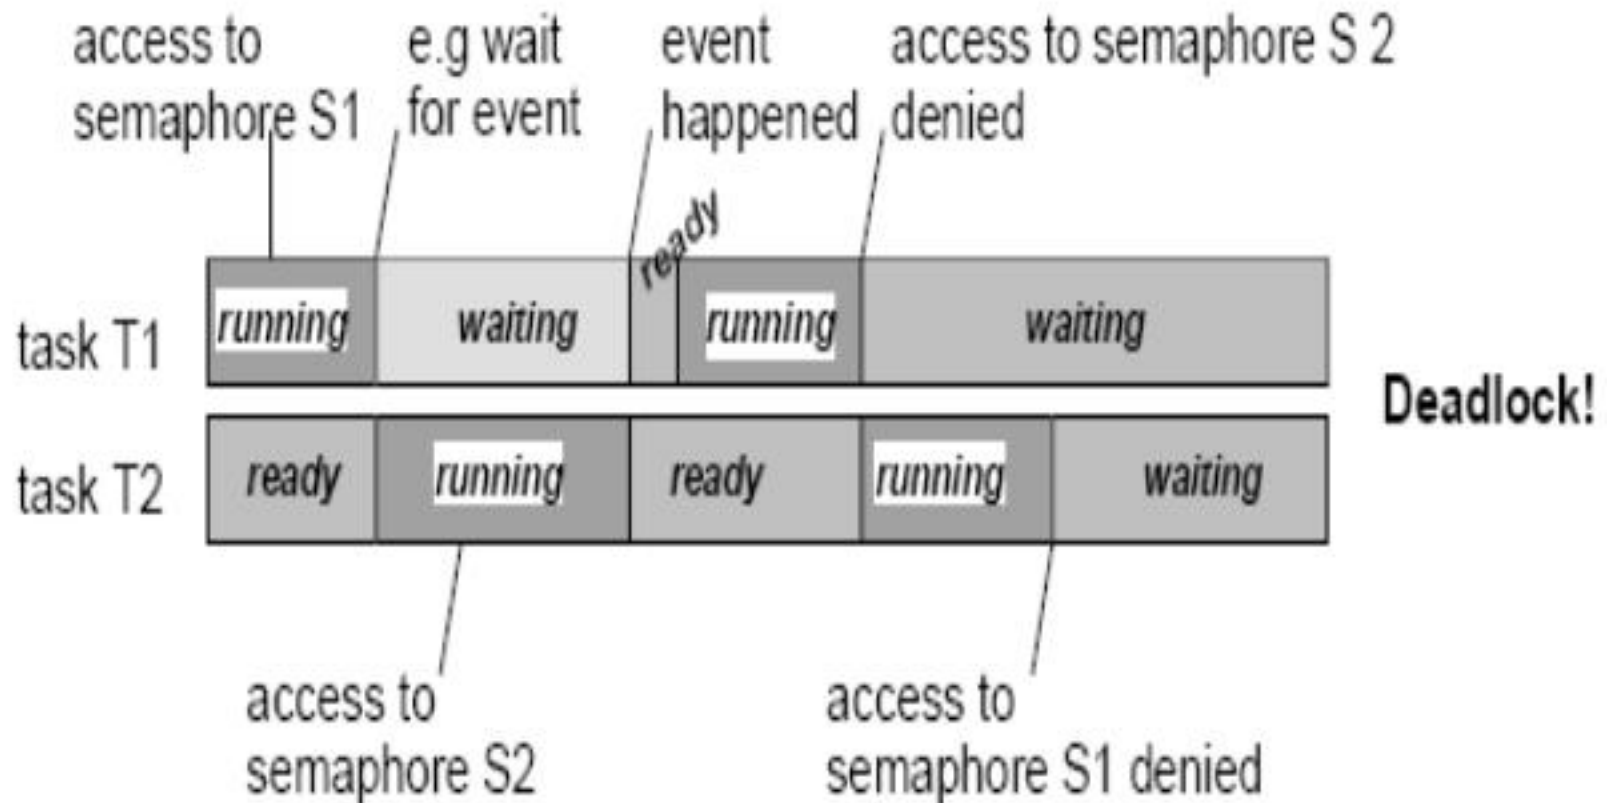 access to
semaphore S1
e.g wait
for event
event
happened
access to semaphore S 2
denied
ready
task T1
running
waiting
running
waiting
Deadlock!
task T2
ready
running
ready
running
waiting
access to
semaphore S2
access to
semaphore S1 denied